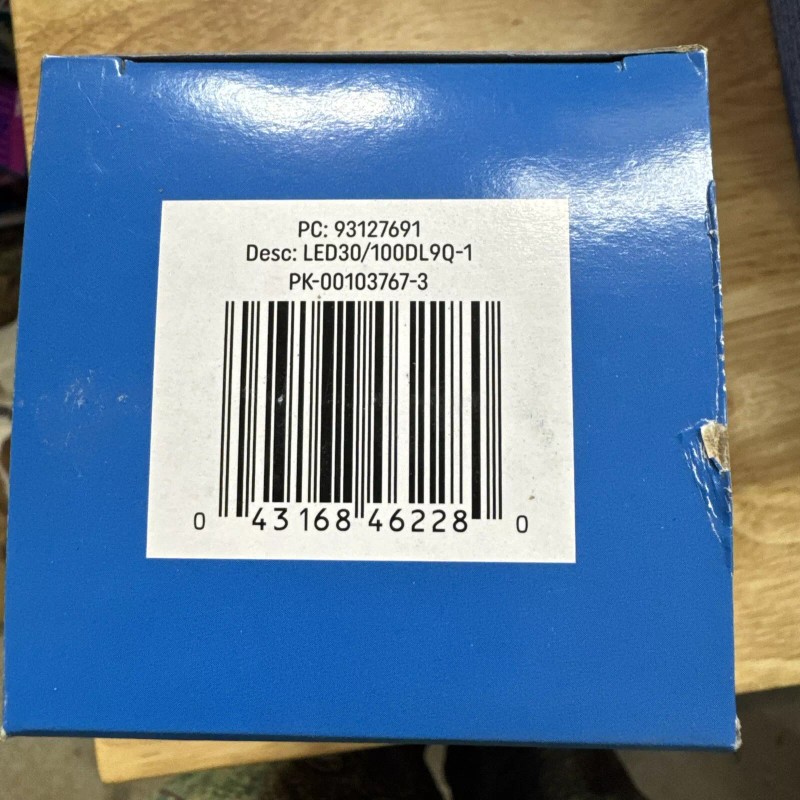 PC: 93127691
Desc: LED30/100DL9Q-1
PK-00103767-3
0 43168 46228 0